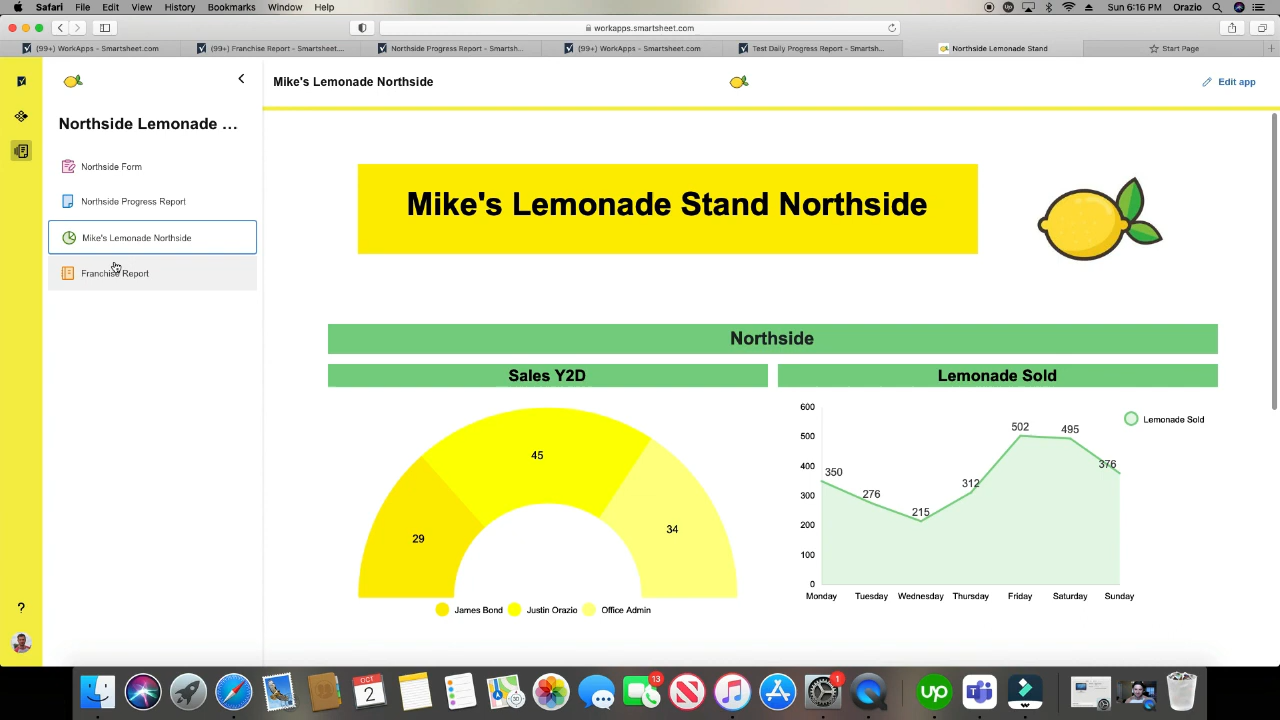 Safari File Edit View History Bookmarks Window Help Sun 6:16 PM Orazio
workapps.smartsheet.com
(99+) WorkApps - Smartsheet.com (99+) Franchise Report - Smartsheet.... Northside Progress Report - Smartsh... (99+) WorkApps - Smartsheet.com Test Daily Progress Report - Smartsh... Northside Lemonade Stand Start Page
Mike's Lemonade Northside
Edit app
Northside Lemonade ...
Northside Form
Northside Progress Report
Mike's Lemonade Northside
Franchise Report
Mike's Lemonade Stand Northside
Northside
Sales Y2D
Lemonade Sold
45
29
34
James Bond Justin Orazio Office Admin
600
500
400
300
200
100
0
350
276
215
312
502
495
376
Lemonade Sold
Monday Tuesday Wednesday Thursday Friday Saturday Sunday
?
OCT
2
13
1
up